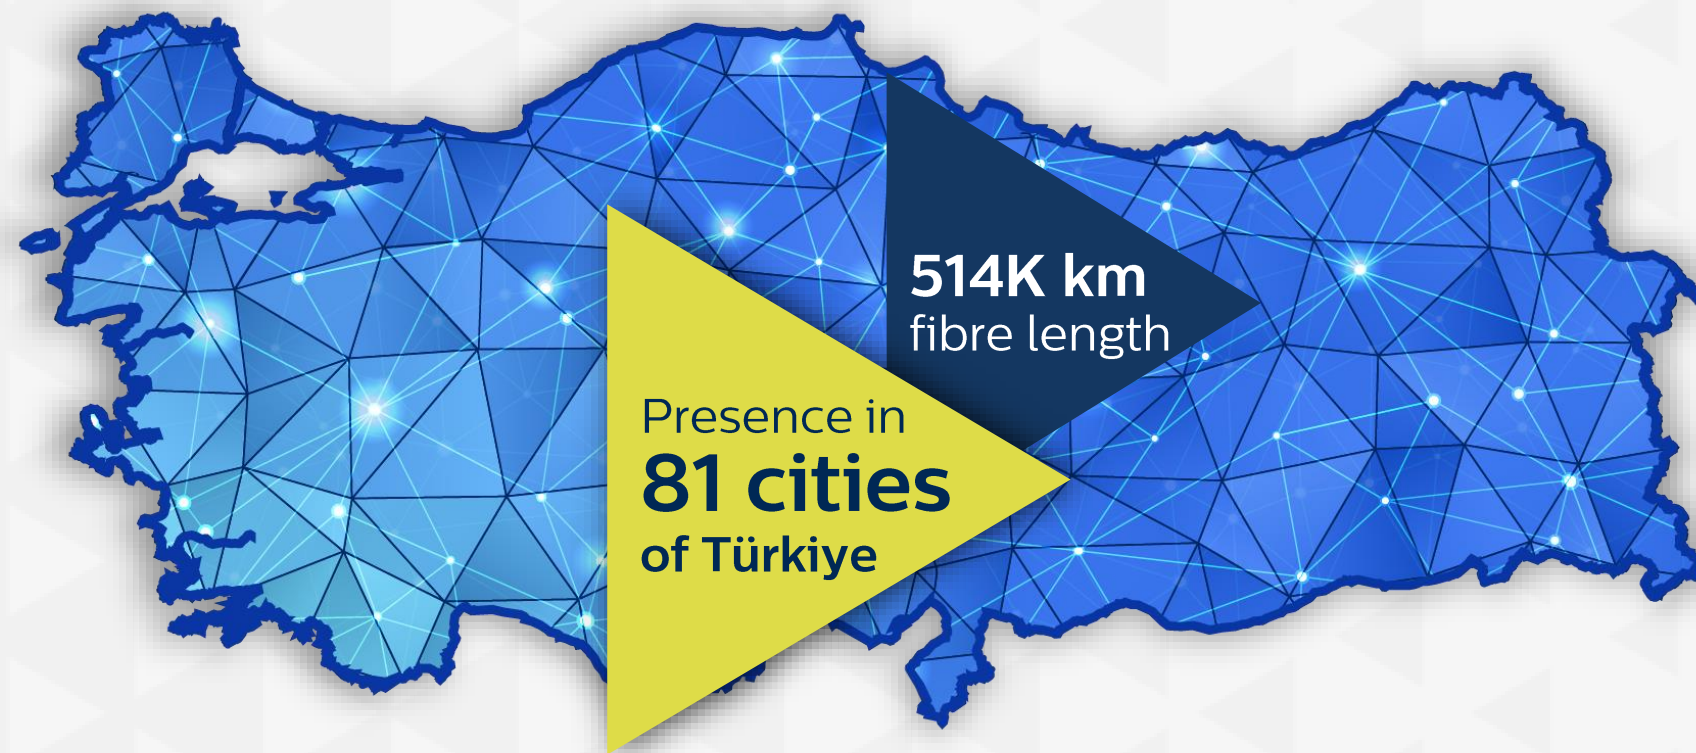 514K km
fibre length
Presence in
81 cities
of Türkiye